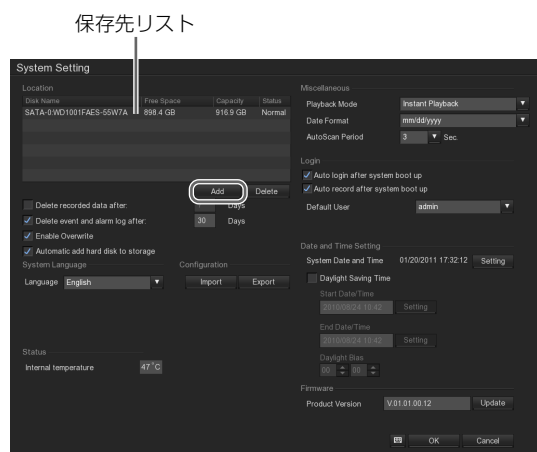 保存先リスト
System Setting
Location
Disk Name Free Space Capacity Status
SATA-0:WD1001FAES-55W7A 898.4 GB 916.9 GB Normal
Add Delete
Delete recorded data after: Days
Delete event and alarm log after: 30 Days
Enable Overwrite
Automatic add hard disk to storage
System Language
Language English
Configuration
Import Export
Status
Internal temperature 47°C
Miscellaneous
Playback Mode Instant Playback
Date Format mm/dd/yyyy
AutoScan Period 3 Sec.
Login
Auto login after system boot up
Auto record after system boot up
Default User admin
Date and Time Setting
System Date and Time 01/20/2011 17:32:12 Setting
Daylight Saving Time
Start Date/Time
2010/08/24 10:42 Setting
End Date/Time
2010/08/24 10:42 Setting
Daylight Bias
00 : 00
Firmware
Product Version V.01.01.00.12 Update
OK Cancel